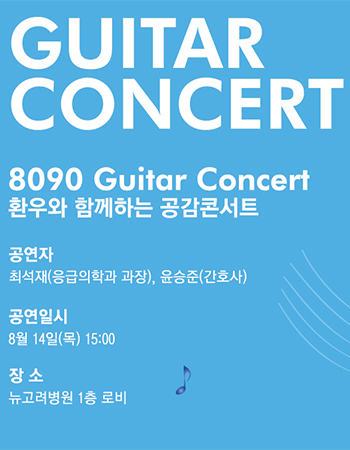 GUITAR
CONCERT
8090 Guitar Concert
환우와 함께하는 공감콘서트
공연자
최석재(응급의학과 과장), 윤승준(간호사)
공연일시
8월 14일(목) 15:00
장 소
뉴고려병원 1층 로비